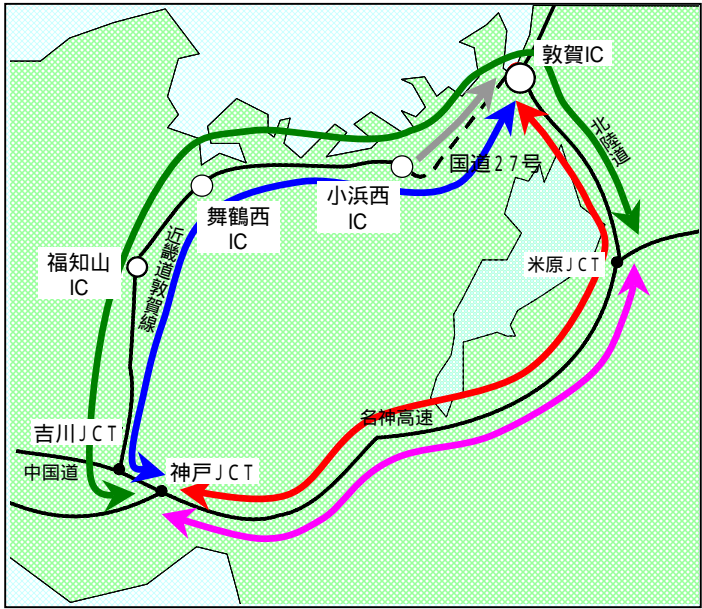 敦賀IC
北陸道
国道27号
小浜西
IC
舞鶴西
IC
福知山
IC
近畿道敦賀線
米原JCT
名神高速
吉川JCT
中国道
神戸JCT